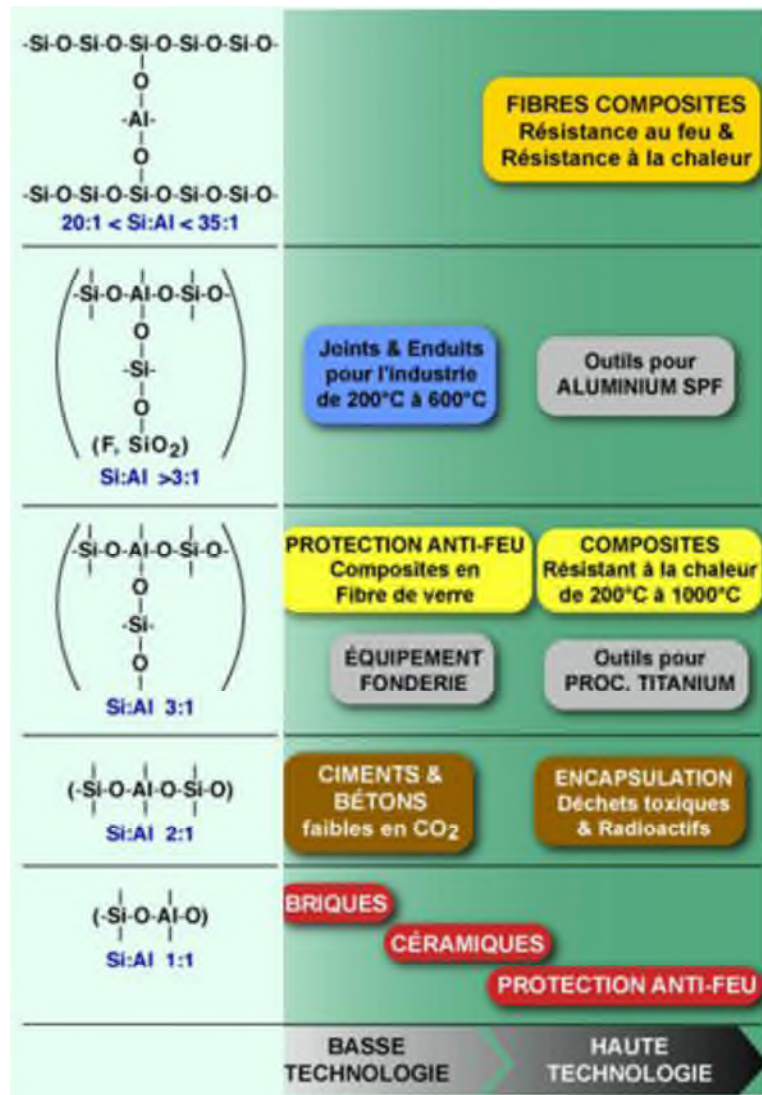 -Si-O-Si-O-Si-O-Si-O-Si-O-
O
-Al-
O
-Si-O-Si-O-Si-O-Si-O-Si-O-
20:1 < Si:Al < 35:1
FIBRES COMPOSITES
Résistance au feu &
Résistance à la chaleur
-Si-O-Al-O-Si-O-
O
-Si-
O
(F, SiO₂)
Si:Al >3:1
Joints & Enduits
pour l'industrie
de 200°C à 600°C
Outils pour
ALUMINIUM SPF
-Si-O-Al-O-Si-O-
O
-Si-
O
Si:Al 3:1
PROTECTION ANTI-FEU
Composites en
Fibre de verre
COMPOSITES
Résistant à la chaleur
de 200°C à 1000°C
ÉQUIPEMENT
FONDERIE
Outils pour
PROC. TITANIUM
(-Si-O-Al-O-Si-O)
Si:Al 2:1
CIMENTS &
BÉTONS
faibles en CO₂
ENCAPSULATION
Déchets toxiques
& Radioactifs
(-Si-O-Al-O)
Si:Al 1:1
BRIQUES
CÉRAMIQUES
PROTECTION ANTI-FEU
BASSE
TECHNOLOGIE
HAUTE
TECHNOLOGIE